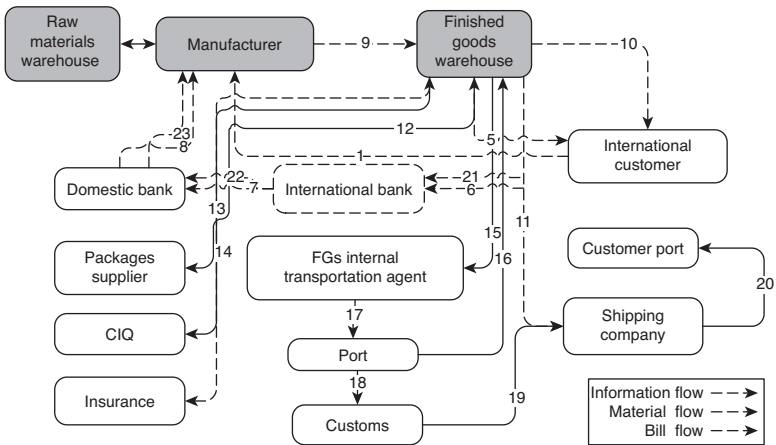 Raw
materials
warehouse
Manufacturer
9
Finished
goods
warehouse
10
23
8
12
5
1
International
customer
Domestic bank
22
7
International bank
21
6
13
14
11
15
16
Packages
supplier
FGs internal
transportation agent
Customer port
20
17
CIQ
Port
Shipping
company
18
19
Insurance
Customs
Information flow
Material flow
Bill flow